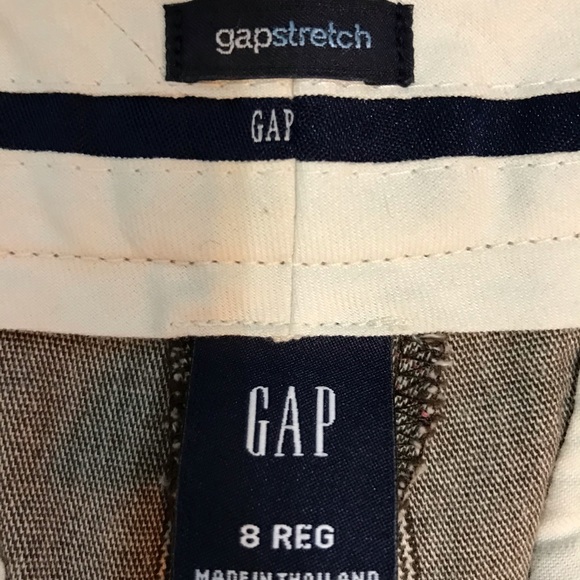 gapstretch
GAP
GAP
8 REG
MADE IN THAILAND